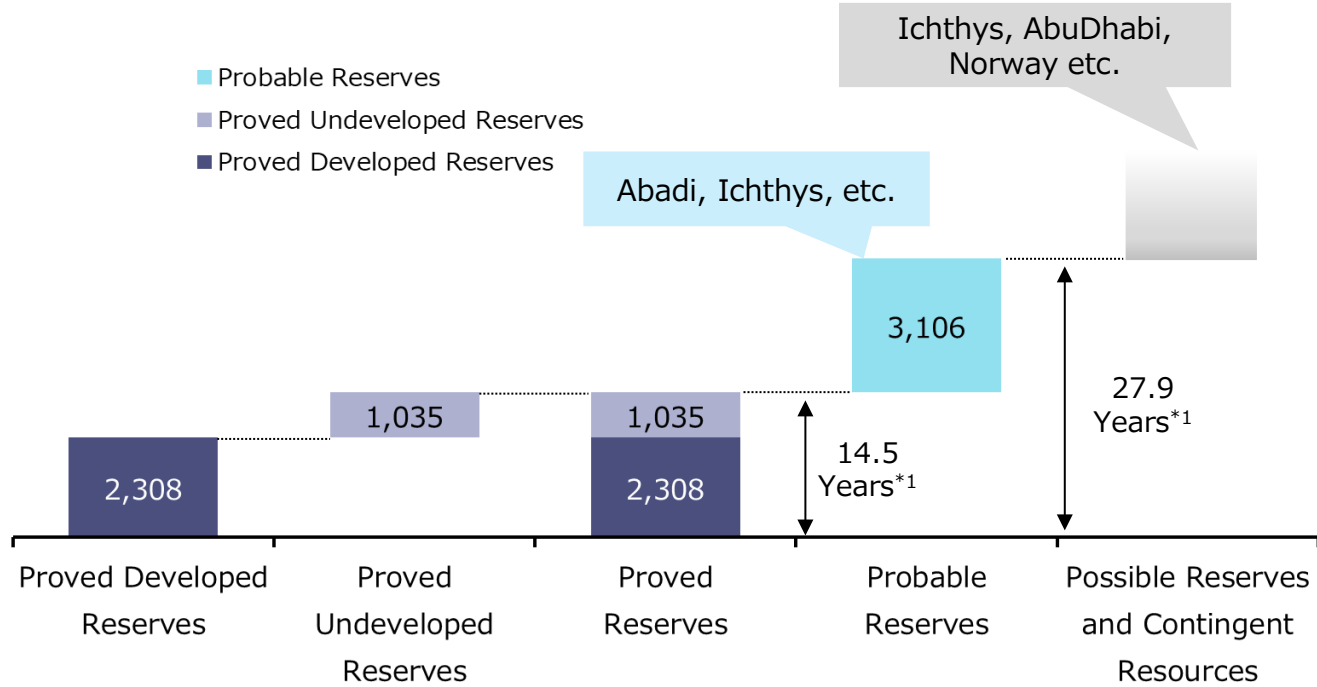 Ichthys, AbuDhabi,
Norway etc.
Probable Reserves
Proved Undeveloped Reserves
Proved Developed Reserves
Abadi, Ichthys, etc.
3,106
27.9
Years*1
1,035
1,035
14.5
Years*1
2,308
2,308
Proved Developed
Reserves
Proved
Undeveloped
Reserves
Proved
Reserves
Probable
Reserves
Possible Reserves
and Contingent
Resources